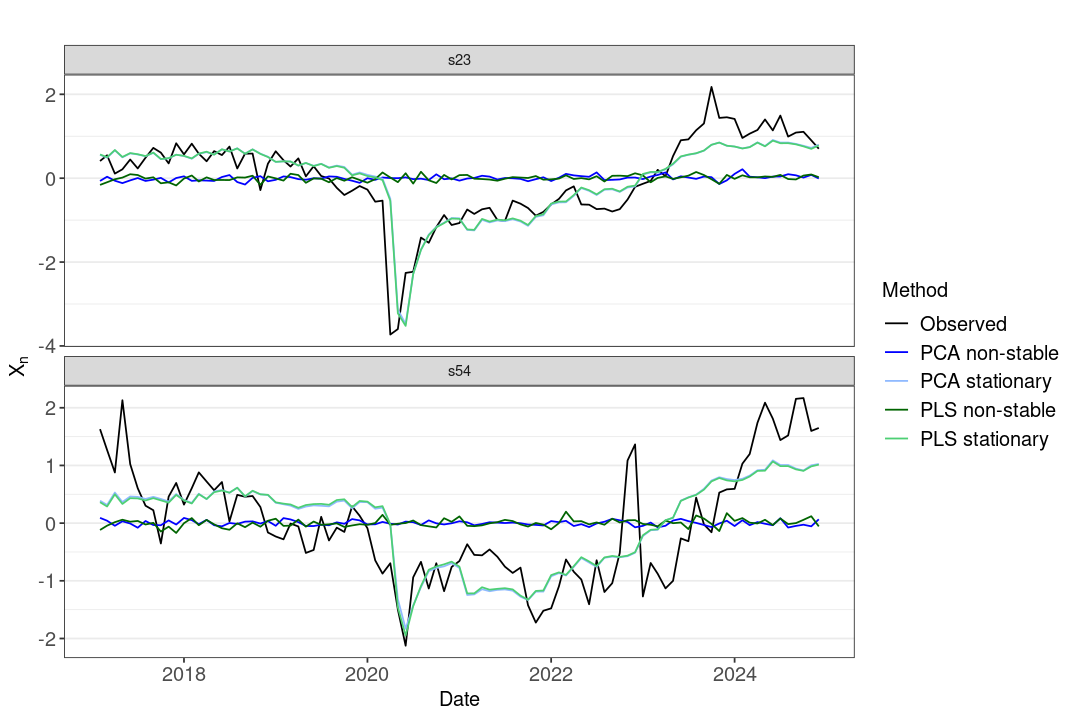 s23
2
0
-2
-4
s54
2
1
0
-1
-2
Xn
2018 2020 2022 2024
Date
Method
Observed
PCA non-stable
PCA stationary
PLS non-stable
PLS stationary